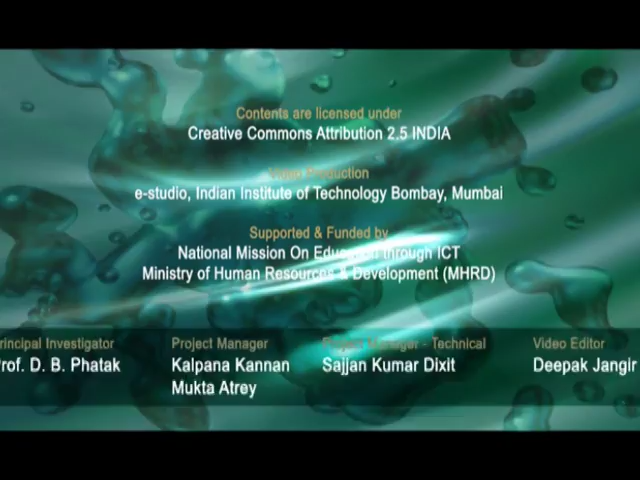 Contents are licensed under
Creative Commons Attribution 2.5 INDIA
Video Production
e-studio, Indian Institute of Technology Bombay, Mumbai
Supported & Funded by
National Mission On Education through ICT
Ministry of Human Resources & Development (MHRD)
rincipal Investigator
rof. D. B. Phatak
Project Manager
Kalpana Kannan
Mukta Atrey
Project Manager - Technical
Sajjan Kumar Dixit
Video Editor
Deepak Jangir